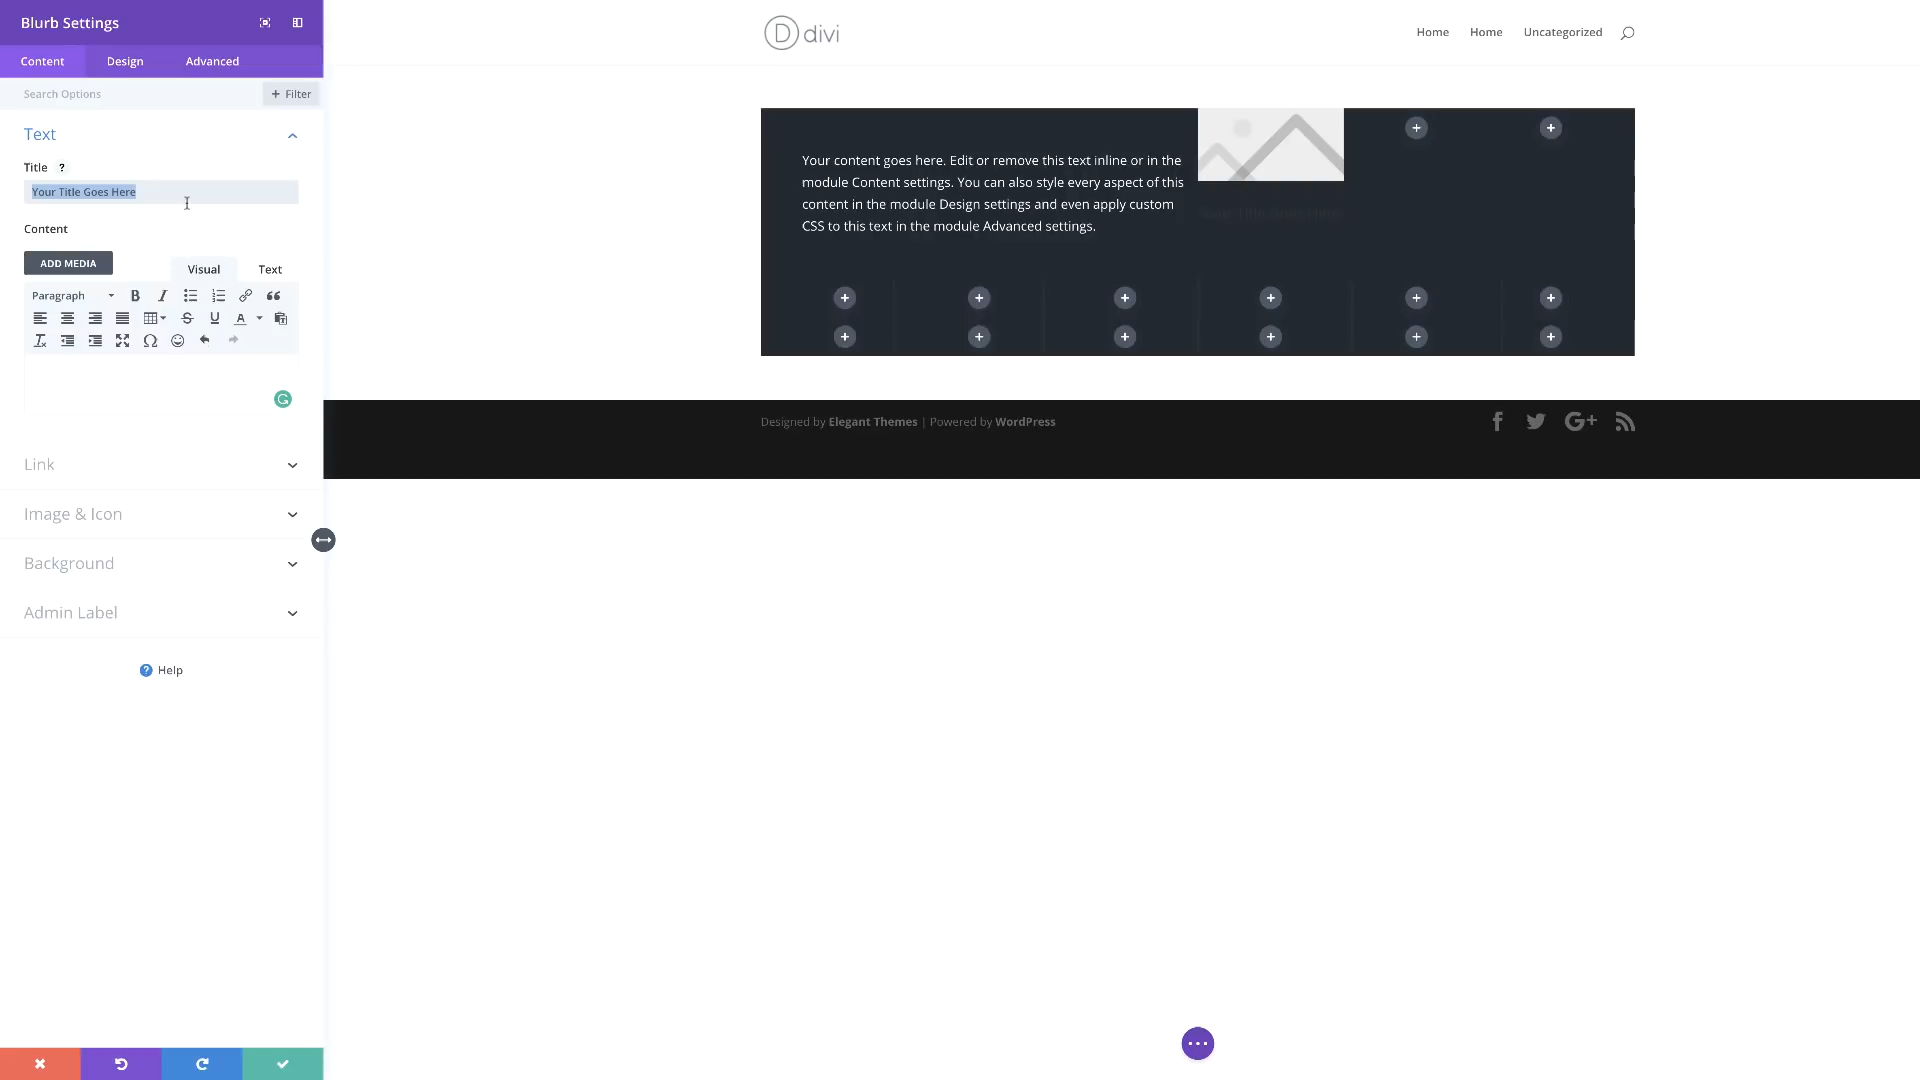 Blurb Settings
Content
Design
Advanced
Search Options
+ Filter
Text
Title ?
Your Title Goes Here
Content
ADD MEDIA
Visual
Text
Paragraph
Link
Image & Icon
Background
Admin Label
Help
divi
Home
Home
Uncategorized
Your content goes here. Edit or remove this text inline or in the
module Content settings. You can also style every aspect of this
content in the module Design settings and even apply custom
CSS to this text in the module Advanced settings.
Your Title Goes Here
Designed by Elegant Themes | Powered by WordPress